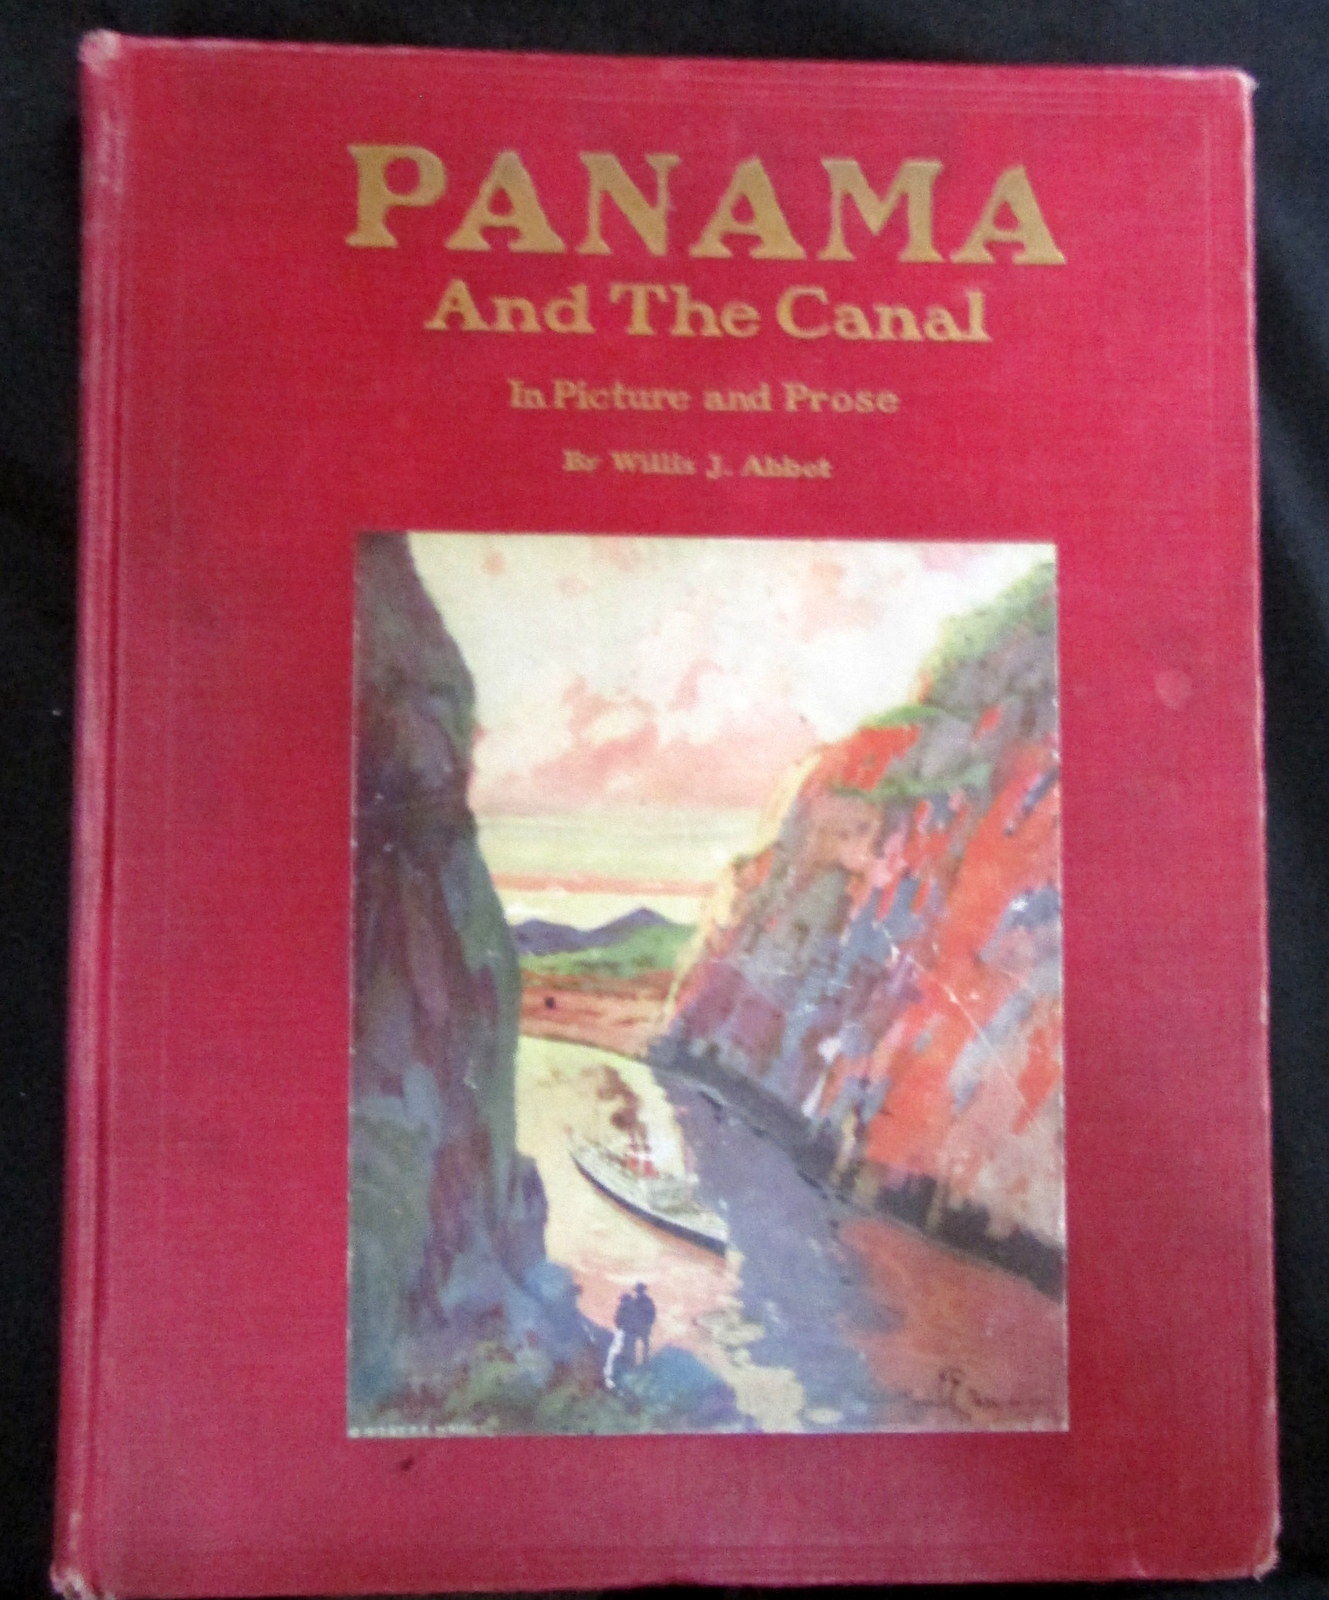 PANAMA
And The Canal
In Picture and Prose
By Willis J. Abbot